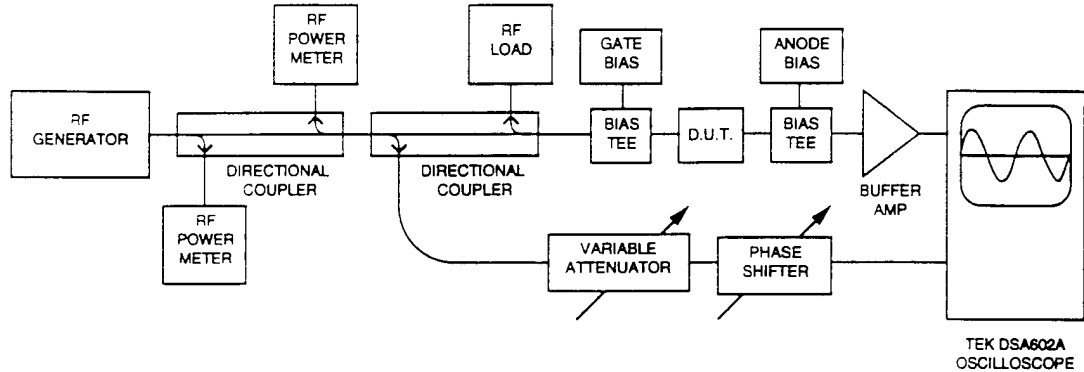 RF
POWER
METER
RF
LOAD
GATE
BIAS
ANODE
BIAS
RF
GENERATOR
BIAS
TEE
D.U.T.
BIAS
TEE
DIRECTIONAL
COUPLER
DIRECTIONAL
COUPLER
BUFFER
AMP
RF
POWER
METER
VARIABLE
ATTENUATOR
PHASE
SHIFTER
TEK DSA602A
OSCILLOSCOPE